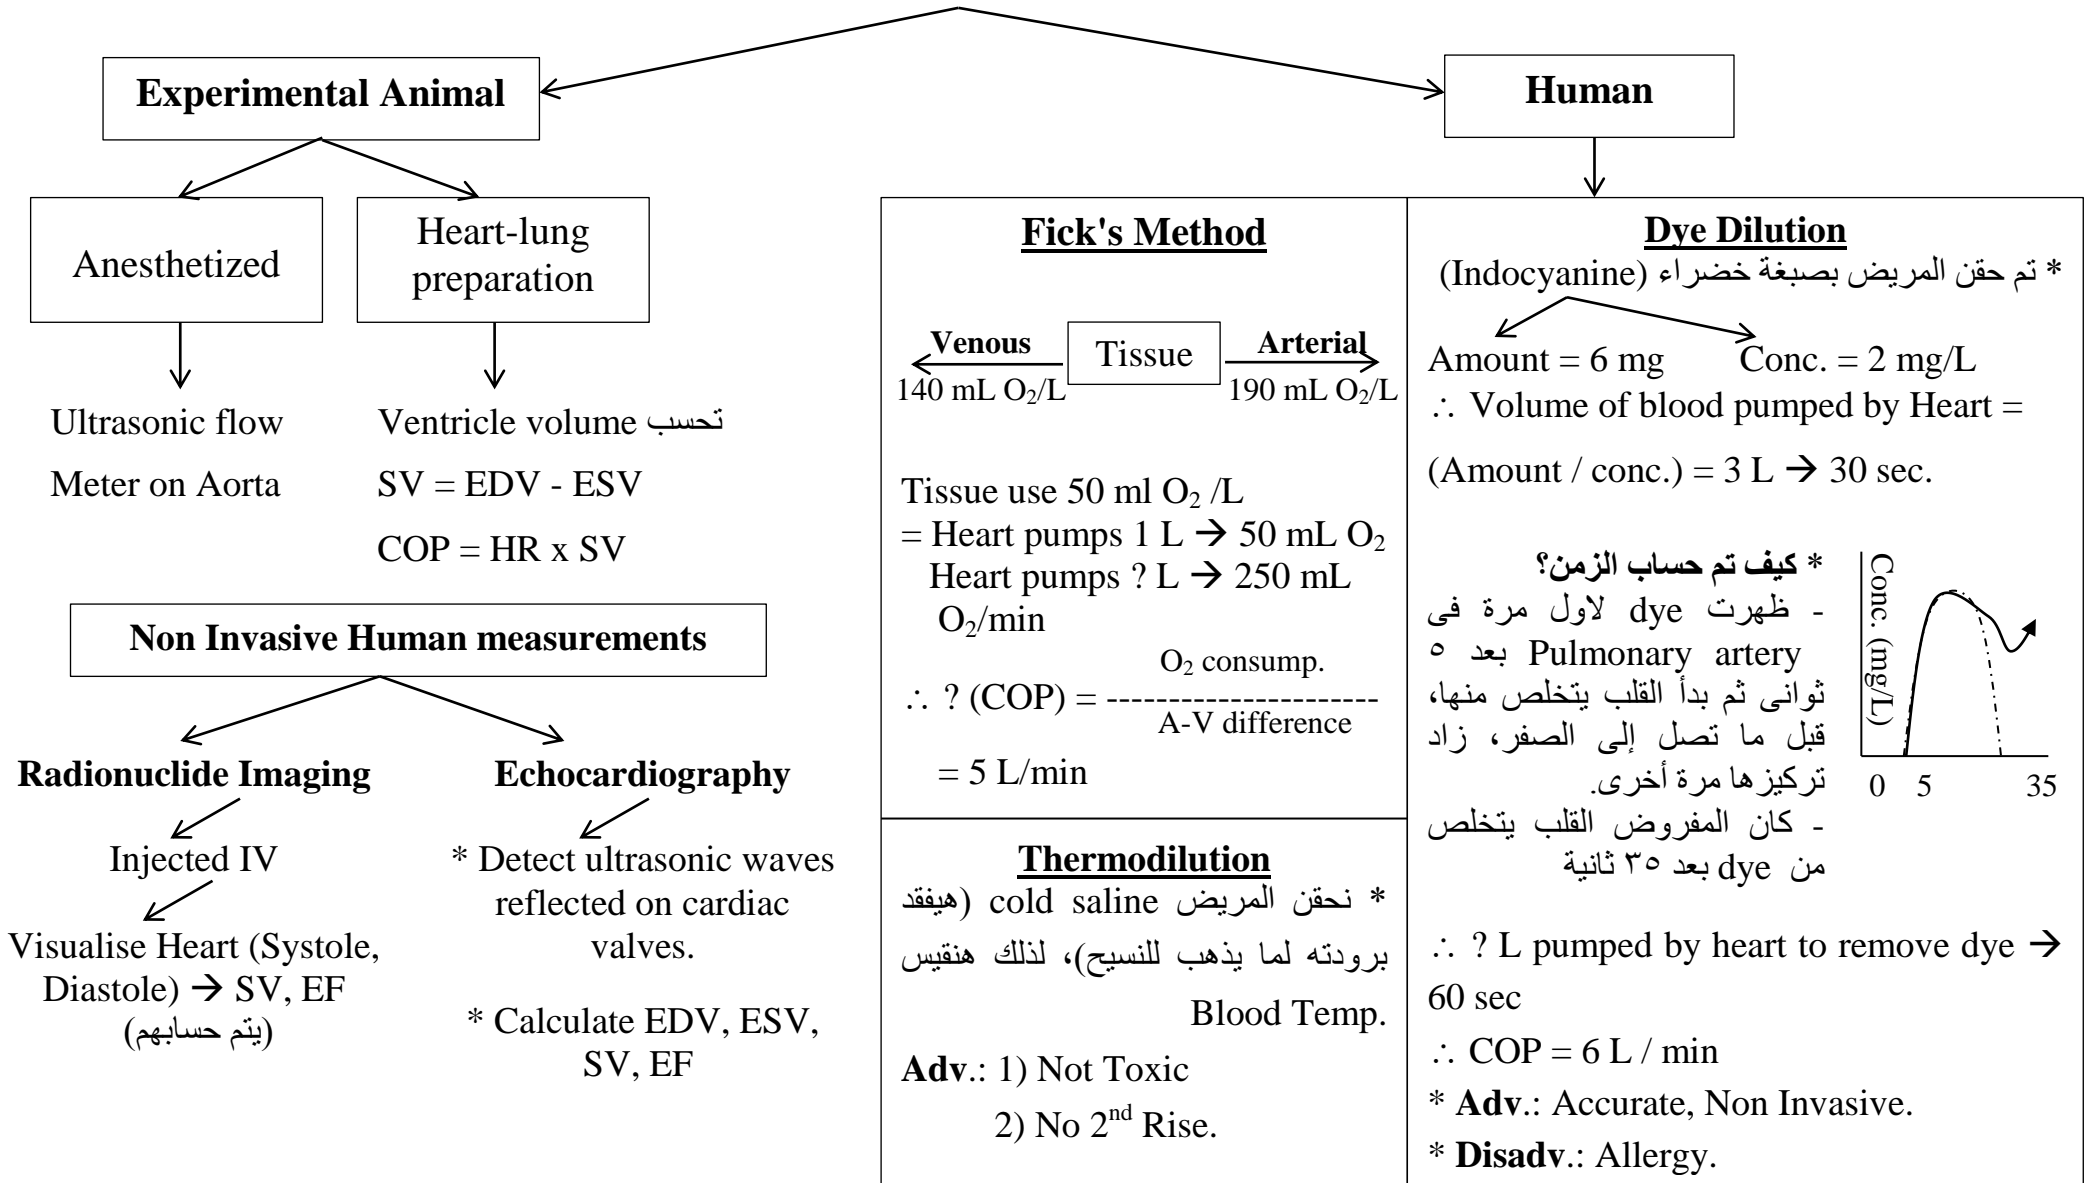 Experimental Animal
Human
Anesthetized
Heart-lung
preparation
Ultrasonic flow
Meter on Aorta
Ventricle volume تحسب
SV = EDV - ESV
COP = HR x SV
Non Invasive Human measurements
Radionuclide Imaging
Injected IV
Visualise Heart (Systole,
Diastole) → SV, EF
(يتم حسابهم)
Echocardiography
* Detect ultrasonic waves
reflected on cardiac
valves.
* Calculate EDV, ESV,
SV, EF
Fick's Method
Venous
Tissue
Arterial
140 mL O₂/L
190 mL O₂/L
Tissue use 50 ml O₂ /L
= Heart pumps 1 L → 50 mL O₂
Heart pumps ? L → 250 mL
O₂/min
O₂ consump.
∴ ? (COP) = -----------------------
A-V difference
= 5 L/min
Thermodilution
* نحقن المريض cold saline (هيفقد
برودته لما يذهب للنسيح)، لذلك هنقيس
Blood Temp.
Adv.: 1) Not Toxic
2) No 2nd Rise.
Dye Dilution
* تم حقن المريض بصبغة خضراء (Indocyanine)
Amount = 6 mg
Conc. = 2 mg/L
∴ Volume of blood pumped by Heart =
(Amount / conc.) = 3 L → 30 sec.
* كيف تم حساب الزمن؟
- ظهرت dye لاول مرة فى
Pulmonary artery بعد ٥
ثوانى ثم بدأ القلب يتخلص منها،
قبل ما تصل إلى الصفر، زاد
تركيزها مرة أخرى.
- كان المفروض القلب يتخلص
من dye بعد ٣٥ ثانية
Conc. (mg/L)
0 5 35
∴ ? L pumped by heart to remove dye →
60 sec
∴ COP = 6 L / min
* Adv.: Accurate, Non Invasive.
* Disadv.: Allergy.